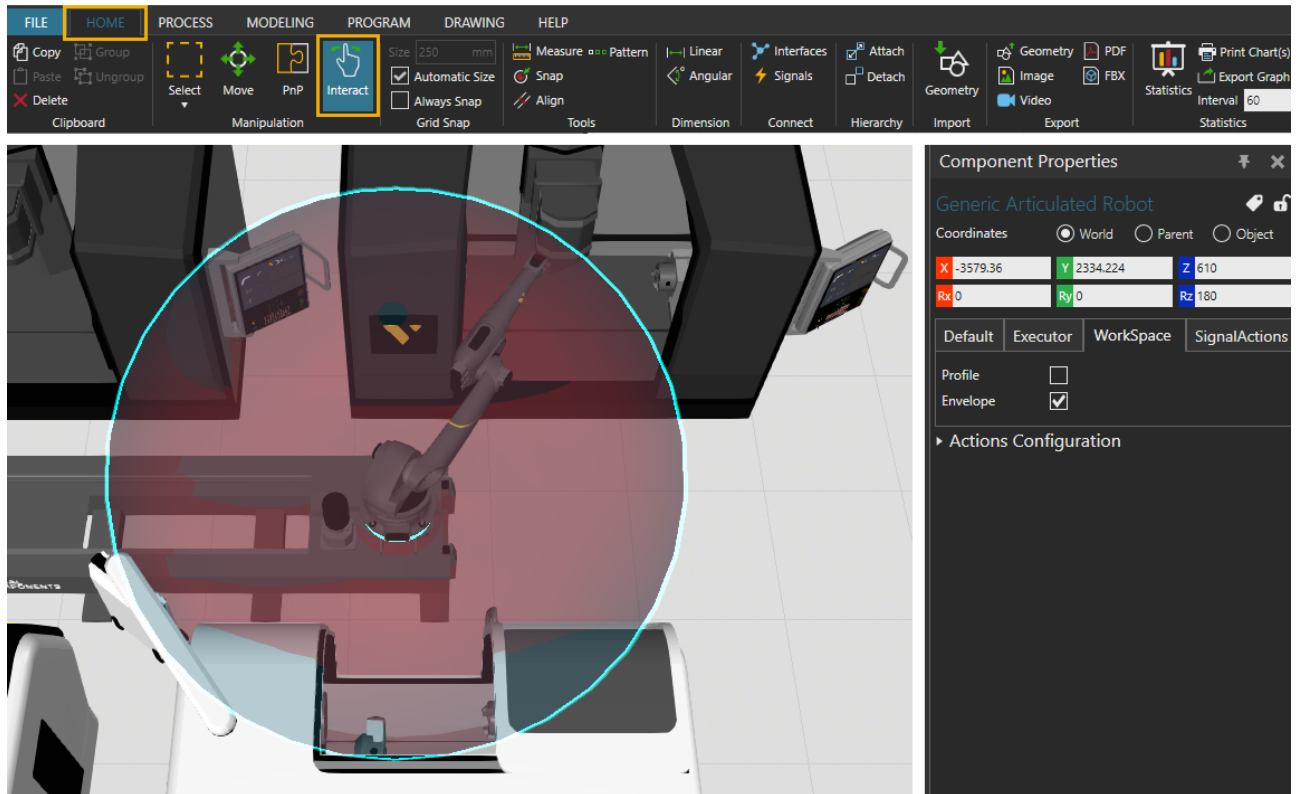 FILE HOME PROCESS MODELING PROGRAM DRAWING HELP
Copy Group Size 250 mm Measure Pattern Linear Interfaces Attach Geometry PDF Print Chart(s)
Paste Ungroup Automatic Size Snap Angular Signals Detach Image FBX Export Graph
Delete Select Move PnP Interact Always Snap Align Geometry Video Statistics Interval 60
Clipboard Manipulation Grid Snap Tools Dimension Connect Hierarchy Import Export Statistics
Component Properties
Generic Articulated Robot
Coordinates World Parent Object
X -3579.36 Y 2334.224 Z 610
Rx 0 Ry 0 Rz 180
Default Executor WorkSpace SignalActions
Profile
Envelope
Actions Configuration